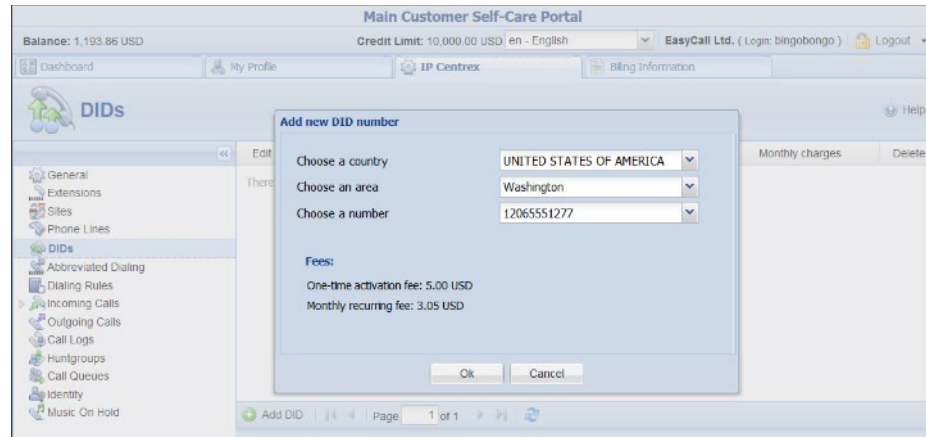 Main Customer Self-Care Portal
Balance: 1,193.86 USD Credit Limit: 10,000.00 USD en - English EasyCall Ltd. ( Login: bingobongo ) Logout
Dashboard My Profile IP Centrex Billing Information
DIDs Help
Add new DID number
Edit Monthly charges Delete
There
Choose a country UNITED STATES OF AMERICA
Choose an area Washington
Choose a number 12065551277
Fees:
One-time activation fee: 5.00 USD
Monthly recurring fee: 3.05 USD
Ok Cancel
General
Extensions
Sites
Phone Lines
DIDs
Abbreviated Dialing
Dialing Rules
Incoming Calls
Outgoing Calls
Call Logs
Huntgroups
Call Queues
Identity
Music On Hold
Add DID Page 1 of 1